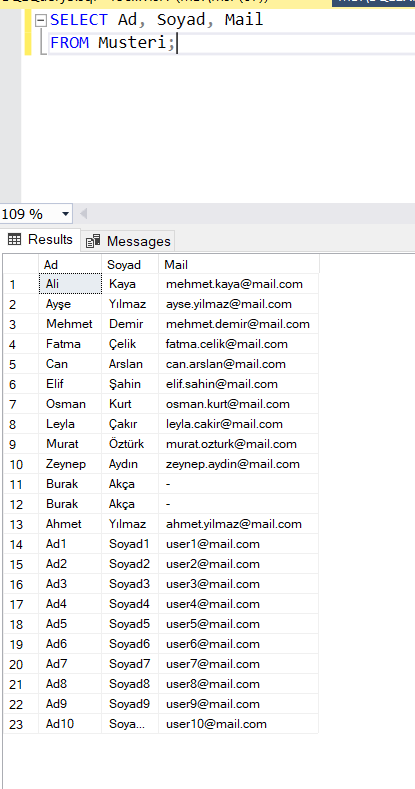 SELECT Ad, Soyad, Mail
FROM Musteri;
109 %
Results Messages
Ad Soyad Mail
1 Ali Kaya mehmet.kaya@mail.com
2 Ayşe Yılmaz ayse.yilmaz@mail.com
3 Mehmet Demir mehmet.demir@mail.com
4 Fatma Çelik fatma.celik@mail.com
5 Can Arslan can.arslan@mail.com
6 Elif Şahin elif.sahin@mail.com
7 Osman Kurt osman.kurt@mail.com
8 Leyla Çakır leyla.cakir@mail.com
9 Murat Öztürk murat.ozturk@mail.com
10 Zeynep Aydın zeynep.aydin@mail.com
11 Burak Akça -
12 Burak Akça -
13 Ahmet Yılmaz ahmet.yilmaz@mail.com
14 Ad1 Soyad1 user1@mail.com
15 Ad2 Soyad2 user2@mail.com
16 Ad3 Soyad3 user3@mail.com
17 Ad4 Soyad4 user4@mail.com
18 Ad5 Soyad5 user5@mail.com
19 Ad6 Soyad6 user6@mail.com
20 Ad7 Soyad7 user7@mail.com
21 Ad8 Soyad8 user8@mail.com
22 Ad9 Soyad9 user9@mail.com
23 Ad10 Soya... user10@mail.com